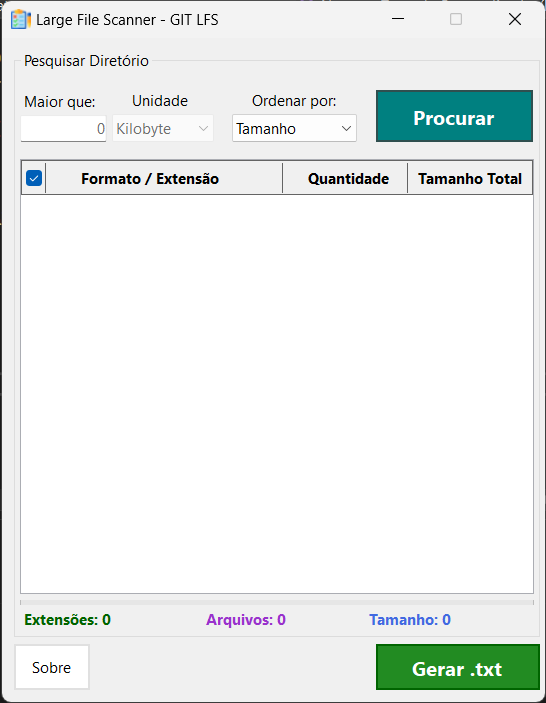 Large File Scanner - GIT LFS
Pesquisar Diretório
Maior que: Unidade Ordenar por:
0 Kilobyte Tamanho Procurar
Formato / Extensão Quantidade Tamanho Total
Extensões: 0 Arquivos: 0 Tamanho: 0
Sobre Gerar .txt